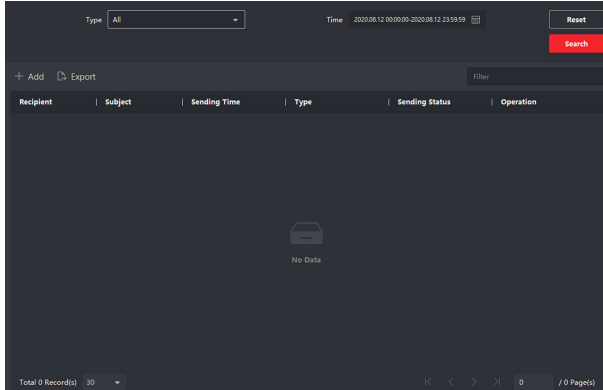 Type All Time 2020.08.12 00:00:00-2020.08.12 23:59:59 Reset
Search
Add Export Filter
Recipient Subject Sending Time Type Sending Status Operation
No Data
Total 0 Record(s) 30 0 / 0 Page(s)